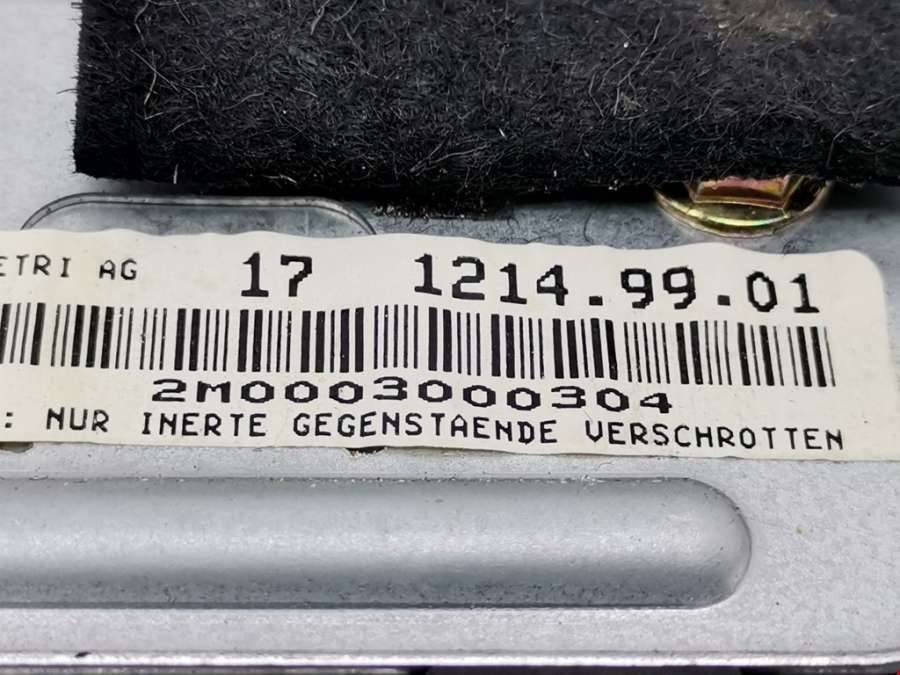 ETRI AG 17 1214.99.01
2M0003000304
: NUR INERTE GEGENSTAENDE VERSCHROTTEN